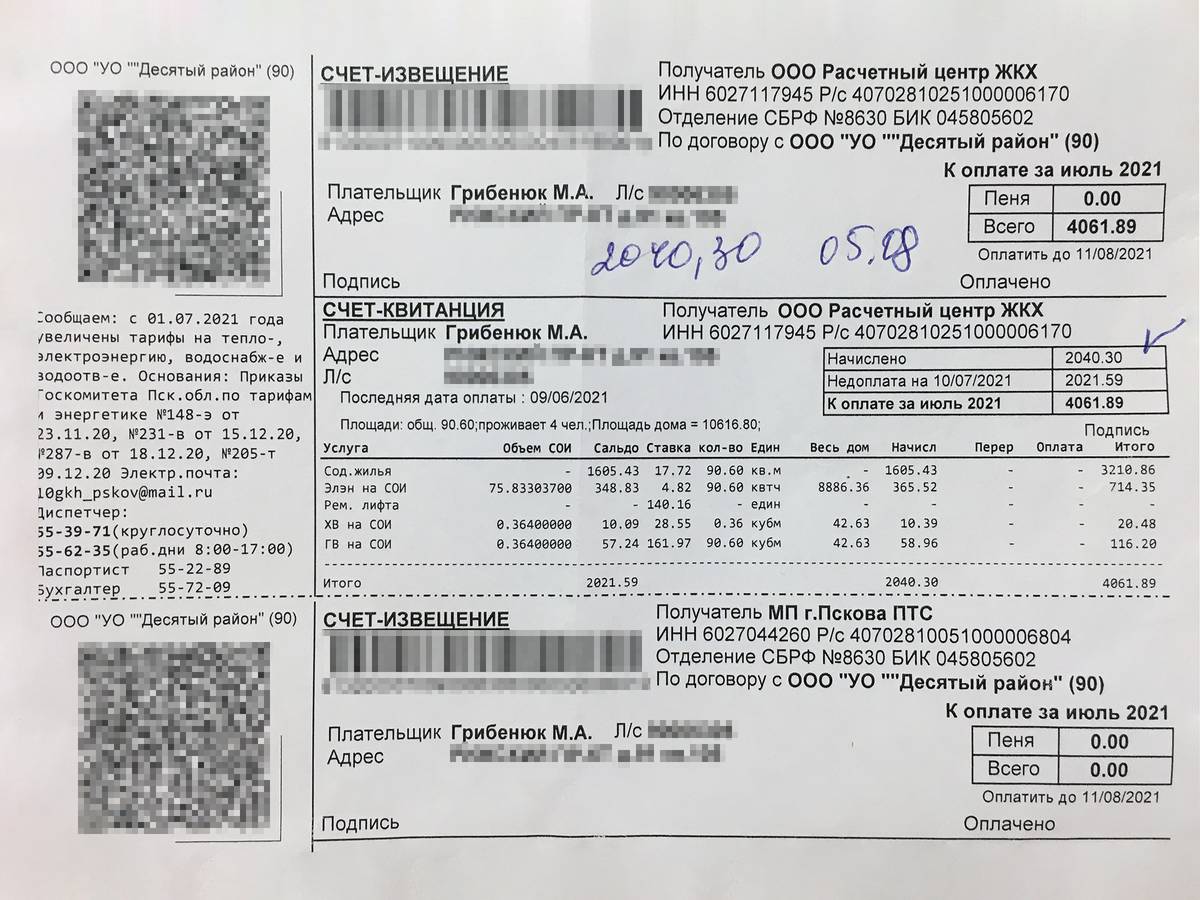 ООО "УО ""Десятый район" (90)
СЧЕТ-ИЗВЕЩЕНИЕ
Получатель ООО Расчетный центр ЖКХ
ИНН 6027117945 Р/с 40702810251000006170
Отделение СБРФ №8630 БИК 045805602
По договору с ООО "УО ""Десятый район" (90)
К оплате за июль 2021
Плательщик Грибенюк М.А. Л/с
Адрес
Пеня 0.00
Всего 4061.89
Оплатить до 11/08/2021
2040,30 05.08
Подпись
Оплачено
Сообщаем: с 01.07.2021 года
увеличены тарифы на тепло-,
электроэнергию, водоснабж-е и
водоотв-е. Основания: Приказы
Госкомитета Пск.обл.по тарифам
и энергетике №148-э от
23.11.20, №231-в от 15.12.20,
№287-в от 18.12.20, №205-т
09.12.20 Электр.почта:
10gkh_pskov@mail.ru
Диспетчер:
55-39-71(круглосуточно)
55-62-35(раб.дни 8:00-17:00)
Паспортист 55-22-89
Бухгалтер 55-72-09
СЧЕТ-КВИТАНЦИЯ
Получатель ООО Расчетный центр ЖКХ
Плательщик Грибенюк М.А.
ИНН 6027117945 Р/с 40702810251000006170
Адрес
Л/с
Начислено 2040.30
Недоплата на 10/07/2021 2021.59
К оплате за июль 2021 4061.89
Последняя дата оплаты : 09/06/2021
Площади: общ. 90.60;проживает 4 чел.;Площадь дома = 10616.80;
Подпись
Услуга Объем СОИ Сальдо Ставка кол-во Един Весь дом Начисл Перер Оплата Итого
Сод.жилья - 1605.43 17.72 90.60 кв.м - 1605.43 - - 3210.86
Элэн на СОИ 75.83303700 348.83 4.82 90.60 квтч 8886.36 365.52 - - 714.35
Рем. лифта - - 140.16 - един - - - - -
ХВ на СОИ 0.36400000 10.09 28.55 0.36 кубм 42.63 10.39 - - 20.48
ГВ на СОИ 0.36400000 57.24 161.97 90.60 кубм 42.63 58.96 - - 116.20
Итого 2021.59 2040.30 4061.89
ООО "УО ""Десятый район" (90)
СЧЕТ-ИЗВЕЩЕНИЕ
Получатель МП г.Пскова ПТС
ИНН 6027044260 Р/с 40702810051000006804
Отделение СБРФ №8630 БИК 045805602
По договору с ООО "УО ""Десятый район" (90)
К оплате за июль 2021
Плательщик Грибенюк М.А. Л/с
Адрес
Пеня 0.00
Всего 0.00
Оплатить до 11/08/2021
Подпись
Оплачено